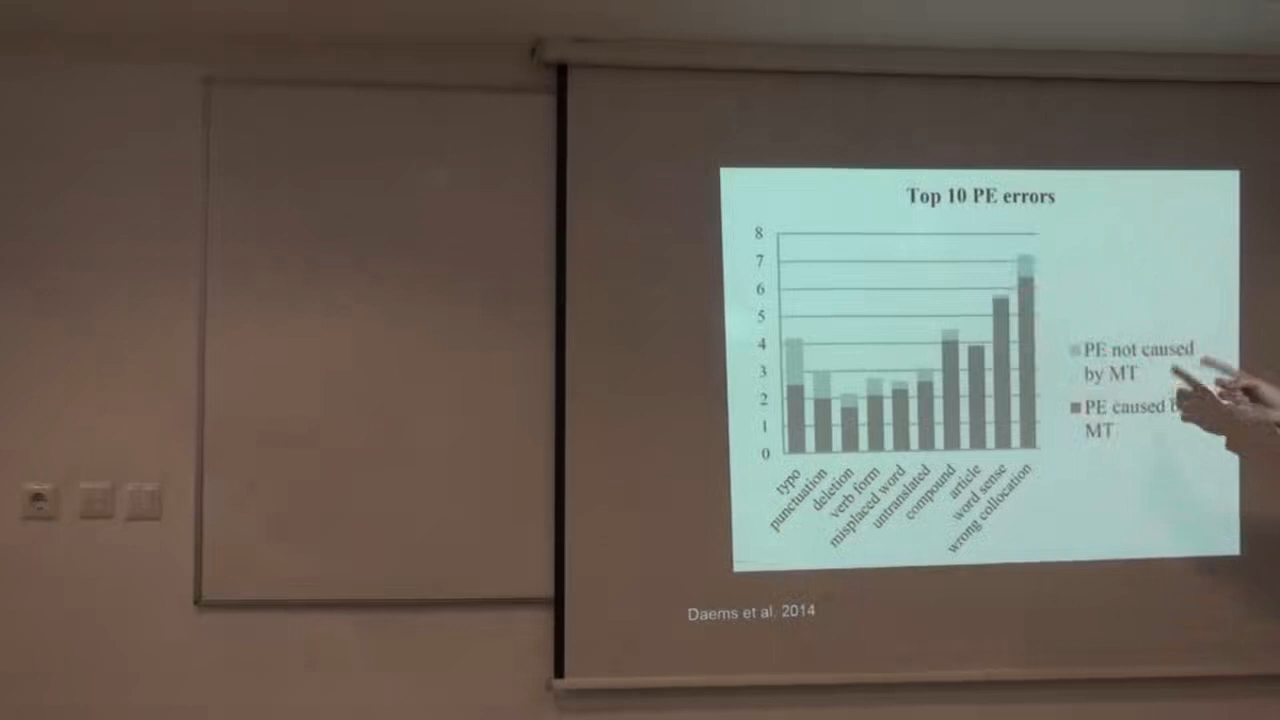 Top 10 PE errors
8
7
6
5
4
3
2
1
0
typo
punctuation
deletion
verb form
misplaced word
untranslated
compound
article
word sense
wrong collocation
PE not caused
by MT
PE caused
MT
Daems et al. 2014